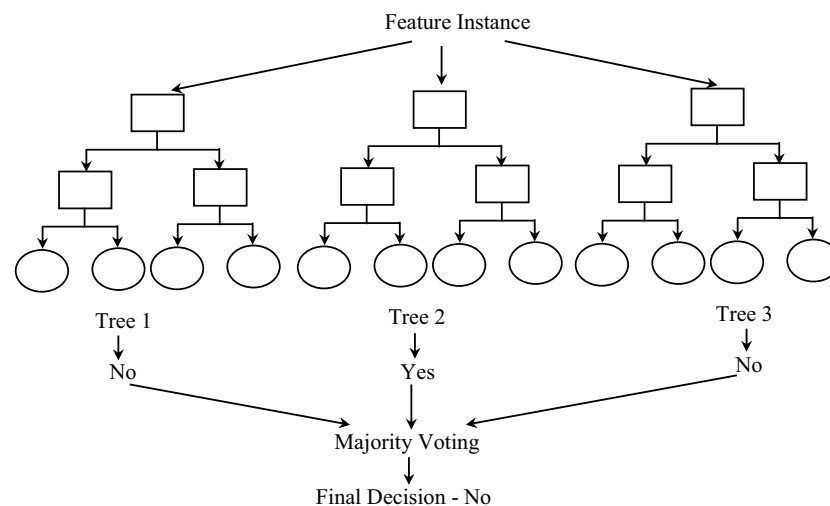 Feature Instance
Tree 1
Tree 2
Tree 3
No
Yes
No
Majority Voting
Final Decision - No